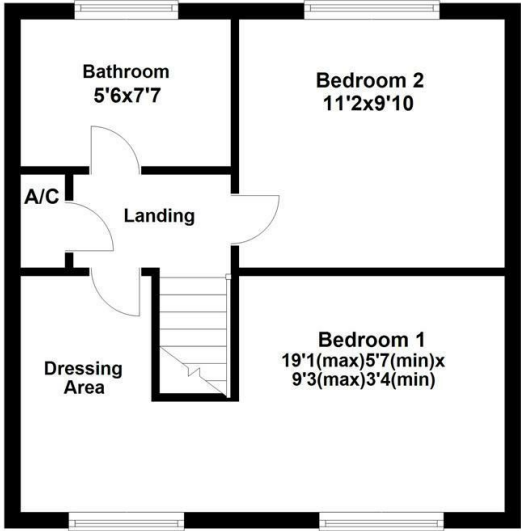 Bathroom
5'6x7'7
Bedroom 2
11'2x9'10
A/C
Landing
Dressing
Area
Bedroom 1
19'1(max)5'7(min)x
9'3(max)3'4(min)